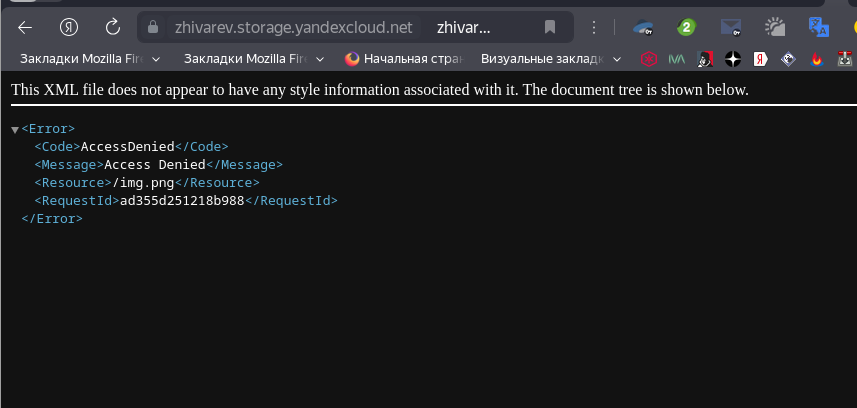 zhivarev.storage.yandexcloud.net zhivar...
Закладки Mozilla Fire Закладки Mozilla Fire Начальная стран Визуальные заклад
This XML file does not appear to have any style information associated with it. The document tree is shown below.
<Error>
<Code>AccessDenied</Code>
<Message>Access Denied</Message>
<Resource>/img.png</Resource>
<RequestId>ad355d251218b988</RequestId>
</Error>